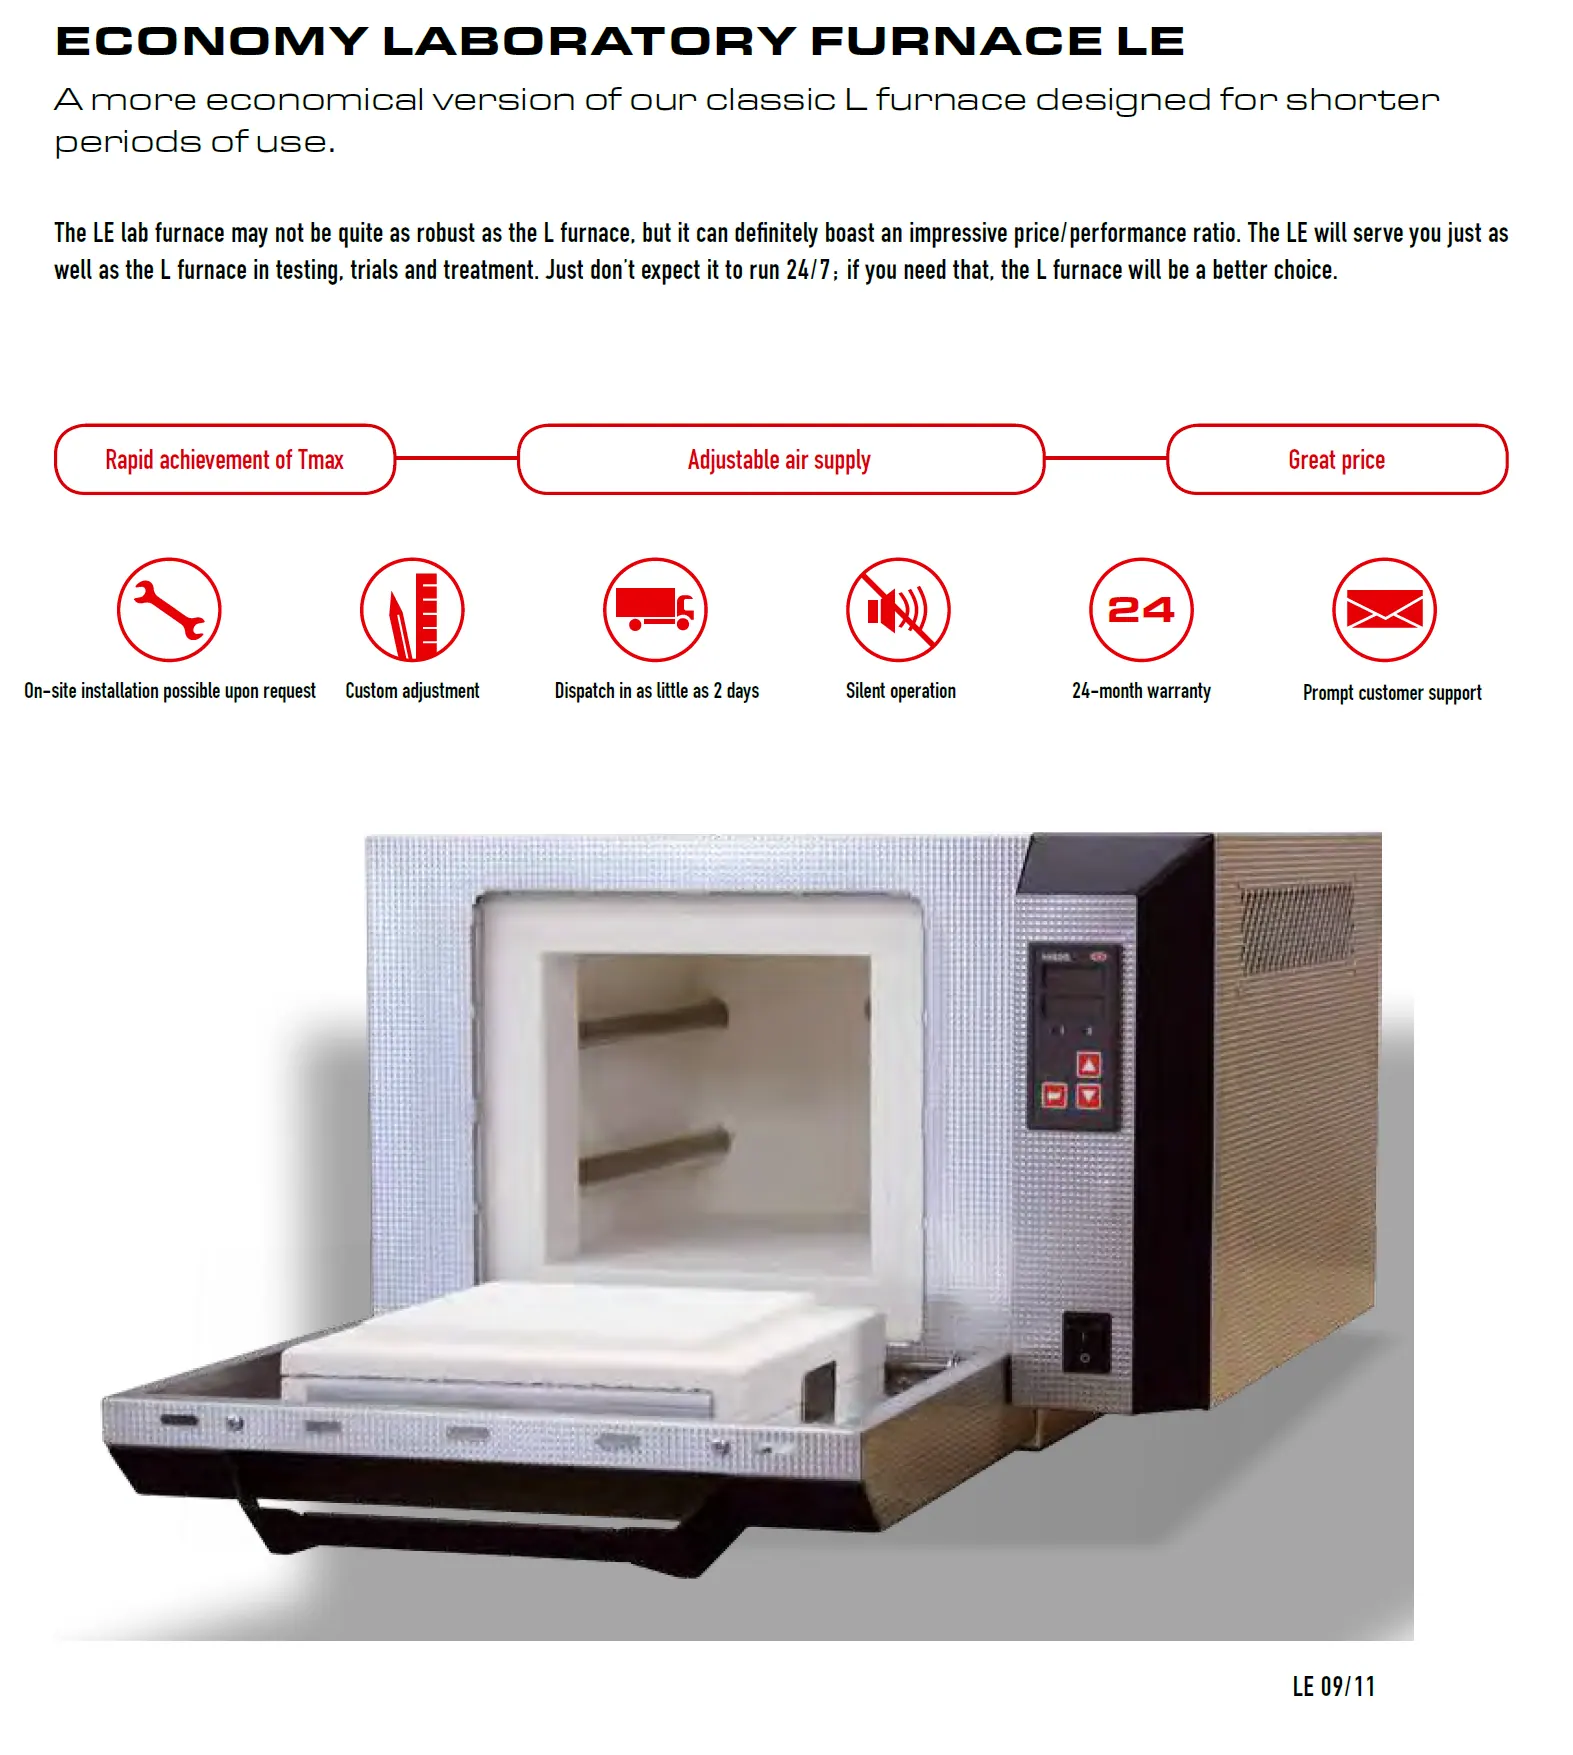 ECONOMY LABORATORY FURNACE LE
A more economical version of our classic L furnace designed for shorter
periods of use.
The LE lab furnace may not be quite as robust as the L furnace, but it can definitely boast an impressive price/performance ratio. The LE will serve you just as
well as the L furnace in testing, trials and treatment. Just don't expect it to run 24/7; if you need that, the L furnace will be a better choice.
Rapid achievement of Tmax
Adjustable air supply
Great price
24
On-site installation possible upon request
Custom adjustment
Dispatch in as little as 2 days
Silent operation
24-month warranty
Prompt customer support
LE 09/11